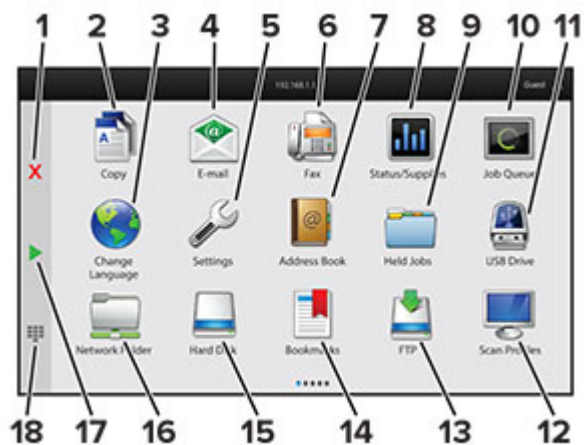 1 2 3 4 5 6 7 8 9 10 11
192.168.1.1 Guest
X
Copy E-mail Fax Status/Supplies Job Queue
Change Language Settings Address Book Held Jobs USB Drive
Network Folder Hard Disk Bookmarks FTP Scan Profiles
18 17 16 15 14 13 12